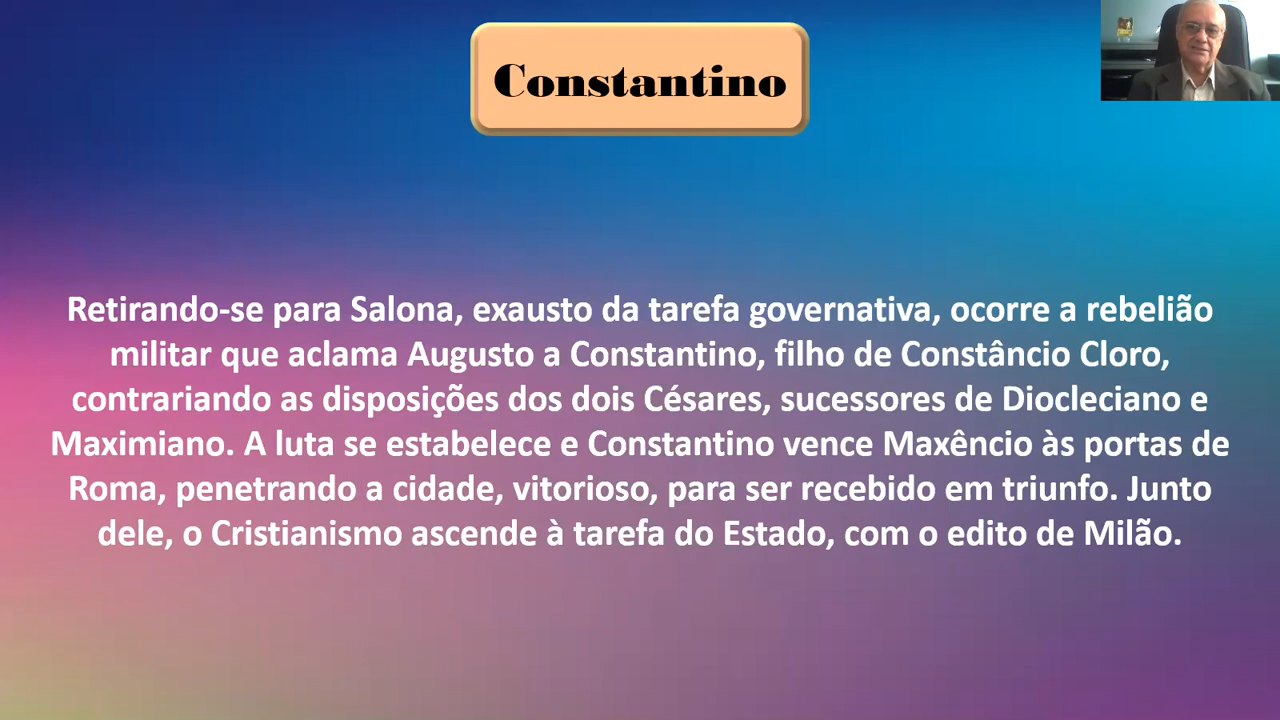 Constantino
Retirando-se para Salona, exausto da tarefa governativa, ocorre a rebelião
militar que aclama Augusto a Constantino, filho de Constâncio Cloro,
contrariando as disposições dos dois Césares, sucessores de Diocleciano e
Maximiano. A luta se estabelece e Constantino vence Maxêncio às portas de
Roma, penetrando a cidade, vitorioso, para ser recebido em triunfo. Junto
dele, o Cristianismo ascende à tarefa do Estado, com o edito de Milão.